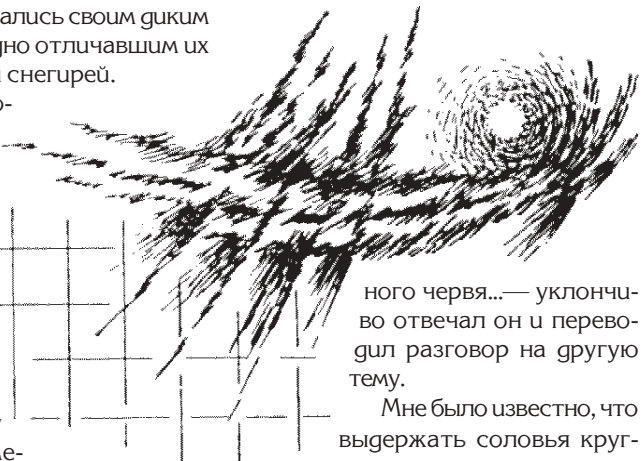 ались своим диким
дно отличавшим их
снегирей.
о-
ного червя...— уклончи-
во отвечал он и перево-
дил разговор на другую
тему.
Мне было известно, что
выдержать соловья круг-